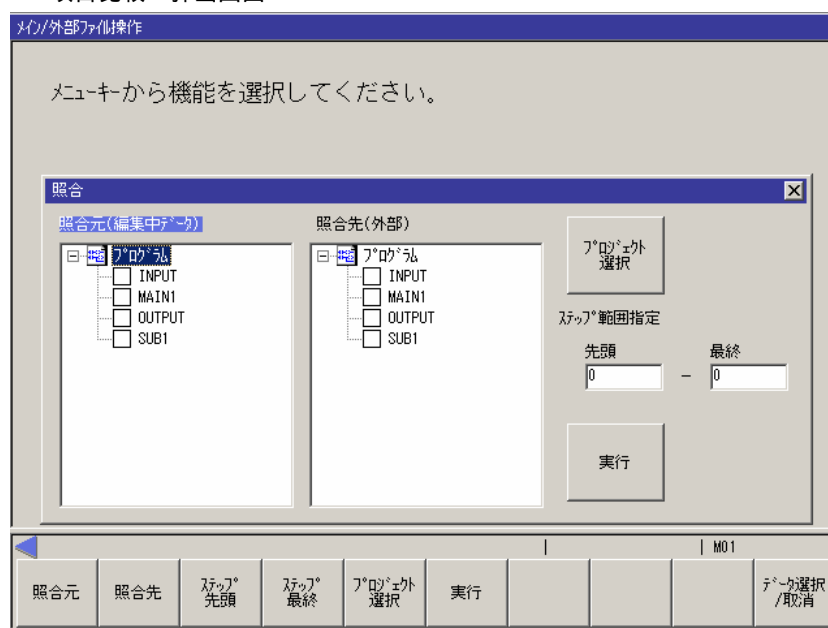 ﾒｲﾝ/外部ﾌｧｲﾙ操作
ﾒﾆｭｰｷｰから機能を選択してください。
照合
照合元(編集中ﾃﾞｰﾀ)
照合先(外部)
ﾌﾟﾛｸﾞﾗﾑ
INPUT
MAIN1
OUTPUT
SUB1
ﾌﾟﾛｸﾞﾗﾑ
INPUT
MAIN1
OUTPUT
SUB1
ﾌﾟﾛｼﾞｪｸﾄ
選択
ｽﾃｯﾌﾟ範囲指定
先頭 最終
0 - 0
実行
M01
照合元
照合先
ｽﾃｯﾌﾟ
先頭
ｽﾃｯﾌﾟ
最終
ﾌﾟﾛｼﾞｪｸﾄ
選択
実行
ﾃﾞｰﾀ選択
/取消